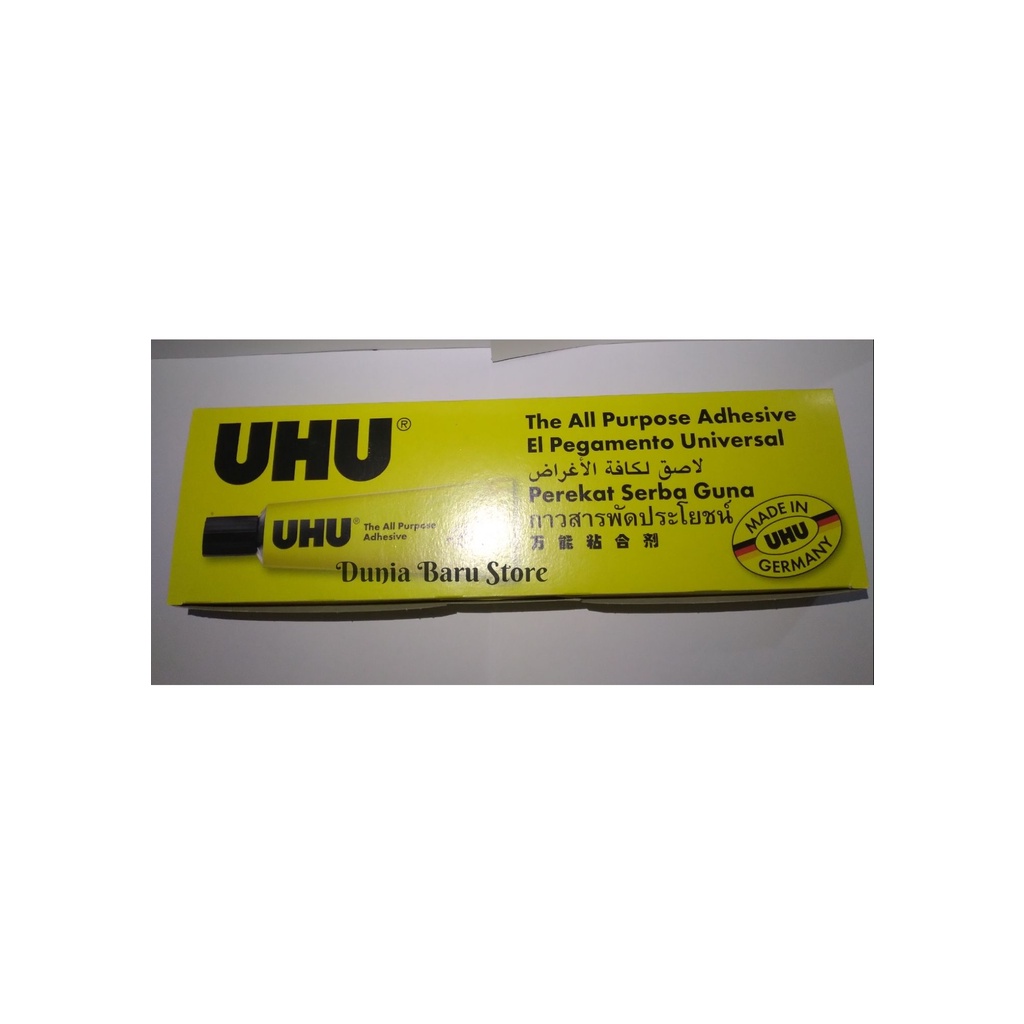 UHU®
The All Purpose Adhesive
El Pegamento Universal
لاصق لكافة الأغراض
Perekat Serba Guna
กาวสารพัดประโยชน์
万能粘合剂
UHU®
The All Purpose
Adhesive
MADE IN
UHU
GERMANY
Dunia Baru Store